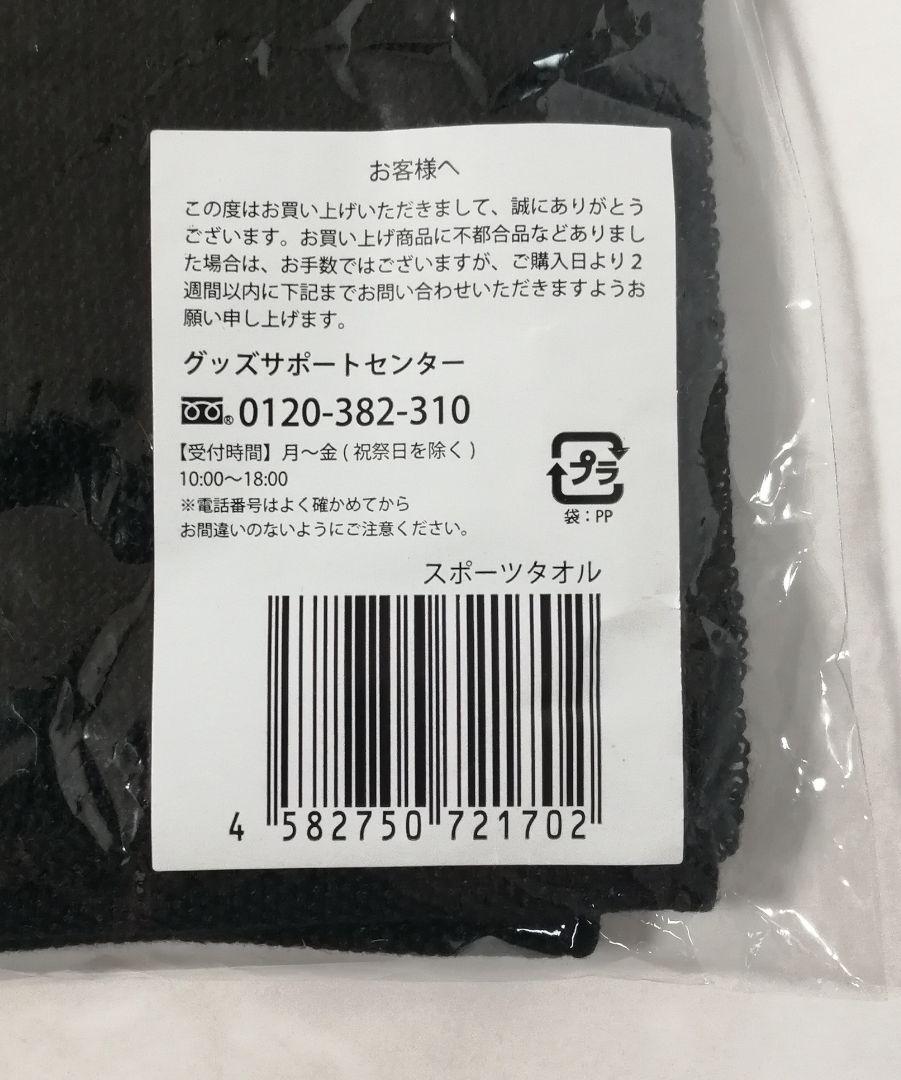 お客様へ
この度はお買い上げいただきまして、誠にありがとう
ございます。お買い上げ商品に不都合品などありまし
た場合は、お手数ではございますが、ご購入日より2
週間以内に下記までお問い合わせいただきますようお
願い申し上げます。
グッズサポートセンター
®0120-382-310
【受付時間】月〜金(祝祭日を除く)
10:00〜18:00
※電話番号はよく確かめてから
お間違いのないようにご注意ください。
プラ
袋：PP
スポーツタオル
4 582750 721702